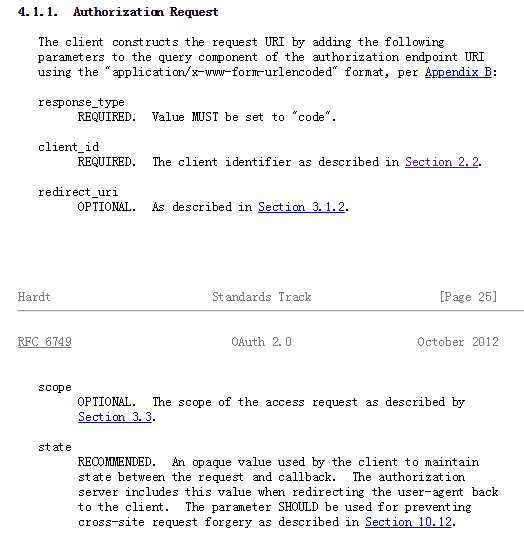 4.1.1. Authorization Request
The client constructs the request URI by adding the following
parameters to the query component of the authorization endpoint URI
using the "application/x-www-form-urlencoded" format, per Appendix B:
response_type
REQUIRED. Value MUST be set to "code".
client_id
REQUIRED. The client identifier as described in Section 2.2.
redirect_uri
OPTIONAL. As described in Section 3.1.2.
Hardt Standards Track [Page 25]
RFC 6749 OAuth 2.0 October 2012
scope
OPTIONAL. The scope of the access request as described by
Section 3.3.
state
RECOMMENDED. An opaque value used by the client to maintain
state between the request and callback. The authorization
server includes this value when redirecting the user-agent back
to the client. The parameter SHOULD be used for preventing
cross-site request forgery as described in Section 10.12.